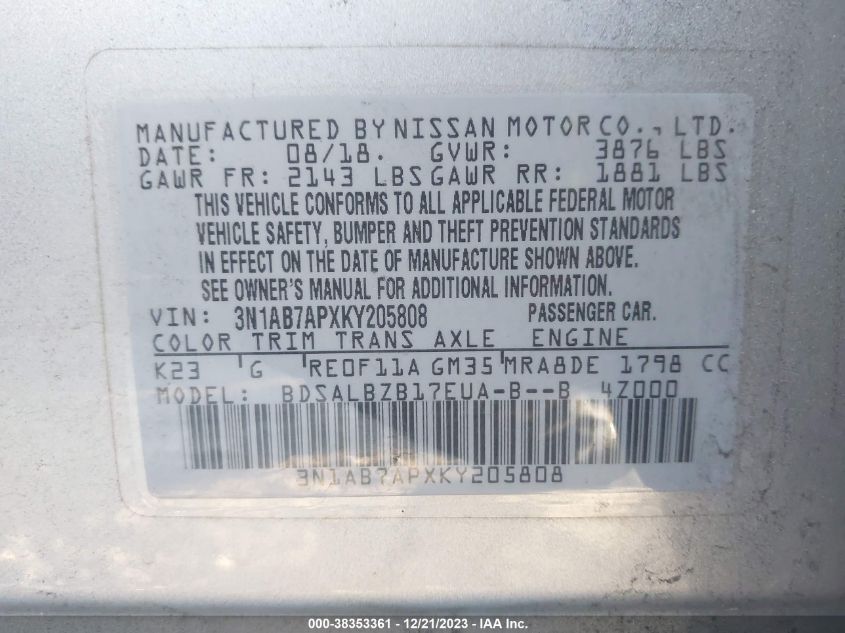 MANUFACTURED BY NISSAN MOTOR CO., LTD.
DATE: 08/18. GVWR: 3876 LBS
GAWR FR: 2143 LBS GAWR RR: 1881 LBS
THIS VEHICLE CONFORMS TO ALL APPLICABLE FEDERAL MOTOR
VEHICLE SAFETY, BUMPER AND THEFT PREVENTION STANDARDS
IN EFFECT ON THE DATE OF MANUFACTURE SHOWN ABOVE.
SEE OWNER'S MANUAL FOR ADDITIONAL INFORMATION.
VIN: 3N1AB7APXKY205808 PASSENGER CAR.
COLOR TRIM TRANS AXLE ENGINE
K23 G RE0F11A GM35 MRA8DE 1798 CC
MODEL: BDSALBZB17EUA-B--B 4Z000
3N1AB7APXKY205808
000-38353361 - 12/21/2023 - IAA Inc.